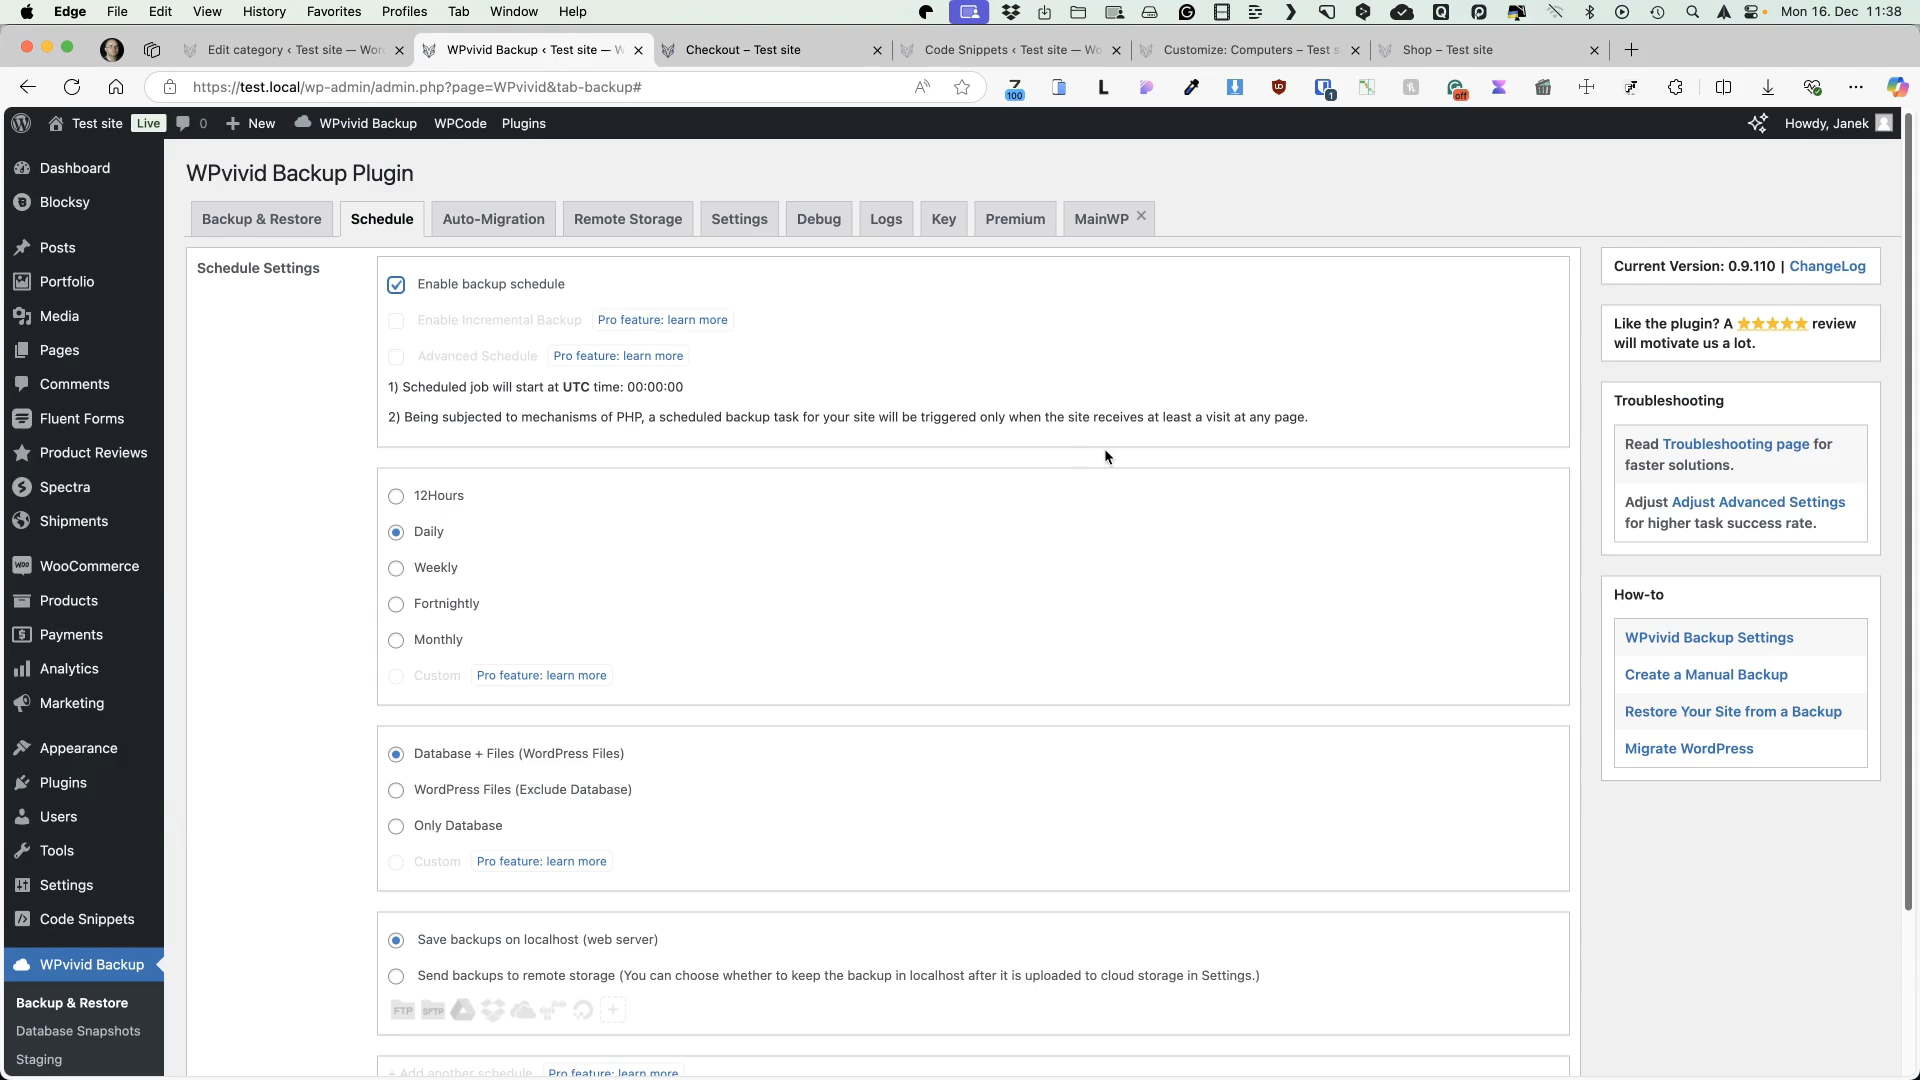 Edge File Edit View History Favorites Profiles Tab Window Help
Mon 16. Dec 11:38
Edit category ‹ Test site — Wor
WPvivid Backup ‹ Test site — W
Checkout – Test site
Code Snippets ‹ Test site — Wo
Customize: Computers – Test s
Shop – Test site
https://test.local/wp-admin/admin.php?page=WPvivid&tab-backup#
100
L
1
off
Test site Live 0 New WPvivid Backup WPCode Plugins
Howdy, Janek
Dashboard
Blocksy
Posts
Portfolio
Media
Pages
Comments
Fluent Forms
Product Reviews
Spectra
Shipments
WooCommerce
Products
Payments
Analytics
Marketing
Appearance
Plugins
Users
Tools
Settings
Code Snippets
WPvivid Backup
Backup & Restore
Database Snapshots
Staging
WPvivid Backup Plugin
Backup & Restore
Schedule
Auto-Migration
Remote Storage
Settings
Debug
Logs
Key
Premium
MainWP
Schedule Settings
Enable backup schedule
Enable Incremental Backup Pro feature: learn more
Advanced Schedule Pro feature: learn more
1) Scheduled job will start at UTC time: 00:00:00
2) Being subjected to mechanisms of PHP, a scheduled backup task for your site will be triggered only when the site receives at least a visit at any page.
12Hours
Daily
Weekly
Fortnightly
Monthly
Custom Pro feature: learn more
Database + Files (WordPress Files)
WordPress Files (Exclude Database)
Only Database
Custom Pro feature: learn more
Save backups on localhost (web server)
Send backups to remote storage (You can choose whether to keep the backup in localhost after it is uploaded to cloud storage in Settings.)
FTP SFTP
+ Add another schedule Pro feature: learn more
Current Version: 0.9.110 | ChangeLog
Like the plugin? A ⭐⭐⭐⭐⭐ review
will motivate us a lot.
Troubleshooting
Read Troubleshooting page for
faster solutions.
Adjust Adjust Advanced Settings
for higher task success rate.
How-to
WPvivid Backup Settings
Create a Manual Backup
Restore Your Site from a Backup
Migrate WordPress